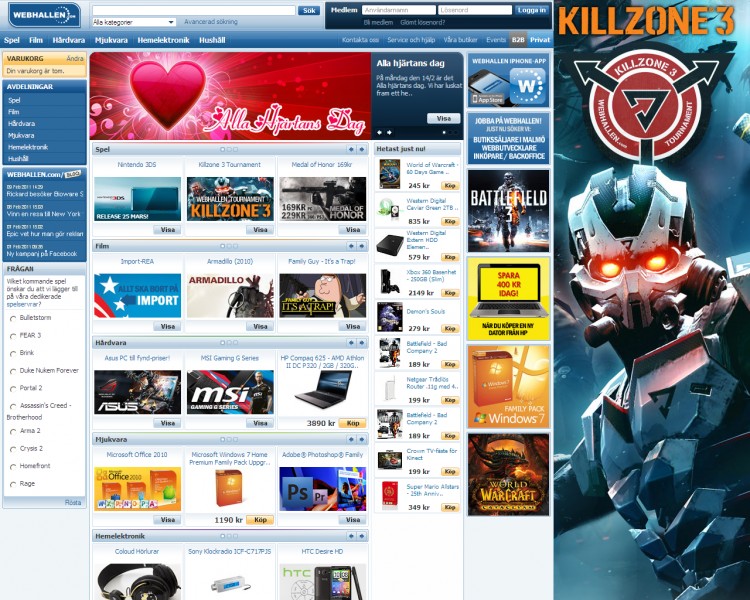 WEBHALLEN.COM
Alla kategorier
Avancerad sökning
Sök
Medlem
Användarnamn
Lösenord
Logga in
Bli medlem
Glömt lösenord?
Spel Film Hårdvara Mjukvara Hemelektronik Hushåll
Kontakta oss Service och hjälp Våra butiker Events B2B Privat
VARUKORG Ändra
Din varukorg är tom.
AVDELNINGAR
Spel
Film
Hårdvara
Mjukvara
Hemelektronik
Hushåll
WEBHALLEN.com/BLOG
09 Feb 2011 14:09
Rickard besöker Bioware S
Vinn en resa till New York
Epic vet hur man gör reklam
Ny kampanj på Facebook
FRÅGAN
Vilket kommande spel
önskar du att vi lägger till
på våra dedikerade
spelservrar?
Bulletstorm
FEAR 3
Brink
Duke Nukem Forever
Portal 2
Assassin's Creed -
Brotherhood
Arma 2
Crysis 2
Homefront
Rage
Rösta
Alla Hjärtans Dag
Alla hjärtans dag
På måndag den 14/2 är det
Alla hjärtans dag. Vi har luskat
fram ett he..
Visa
Spel
Nintendo 3DS
NINTENDO3DS
RELEASE 25 MARS!
Visa
Killzone 3 Tournament
WEBHALLEN TOURNAMENT
KILLZONE 3
Visa
Medal of Honor 169kr
169KR
229KR
MEDAL OF
HONOR
Visa
Film
Import-REA
ALLT SKA BORT PÅ
IMPORT
Visa
Armadillo (2010)
ARMADILLO
Visa
Family Guy - It's a Trap!
FAMILY GUY
IT'S A TRAP!
Visa
Hårdvara
Asus PC till fynd-priser!
ASUS
Visa
MSI Gaming G Series
msi
GAMING G SERIES
Visa
HP Compaq 625 - AMD Athlon
II DC P320 / 2GB / 320G..
3890 kr Köp
Mjukvara
Microsoft Office 2010
Office 2010
Visa
Microsoft Windows 7 Home
Premium Family Pack Uppgr..
1190 kr Köp
Adobe® Photoshop® Family
Ps
Pr
Visa
Hemelektronik
Coloud Hörlurar
Sony Klockradio ICF-C717PJS
HTC Desire HD
htc
Hetast just nu!
World of Warcraft -
60 Days Game ..
245 kr Köp
Western Digital
Caviar Green 2TB ..
835 kr Köp
Western Digital
Extern HDD
Elemen..
579 kr Köp
Xbox 360 Basenhet
- 250GB (Slim)
2149 kr Köp
Demon's Souls
279 kr Köp
Battlefield - Bad
Company 2
189 kr Köp
Netgear Trådlös
Router .11g med 4..
199 kr Köp
Battlefield - Bad
Company 2
189 kr Köp
Crown TV-fäste för
Kinect
199 kr Köp
Super Mario Allstars
- 25th Anniv..
349 kr Köp
WEBHALLEN IPHONE-APP
App Store
JOBBA PÅ WEBHALLEN!
JUST NU SÖKER VI:
BUTIKSSÄLJARE I MALMÖ
WEBBUTVECKLARE
INKÖPARE / BACKOFFICE
BATTLEFIELD
3
SPARA
400 KR
IDAG!
NÄR DU KÖPER EN NY
DATOR FRÅN HP
FAMILY PACK
Windows 7
WORLD
OF
WARCRAFT
CATACLYSM
KILLZONE 3
KILLZONE 3
WEBHALLEN.COM
TOURNAMENT